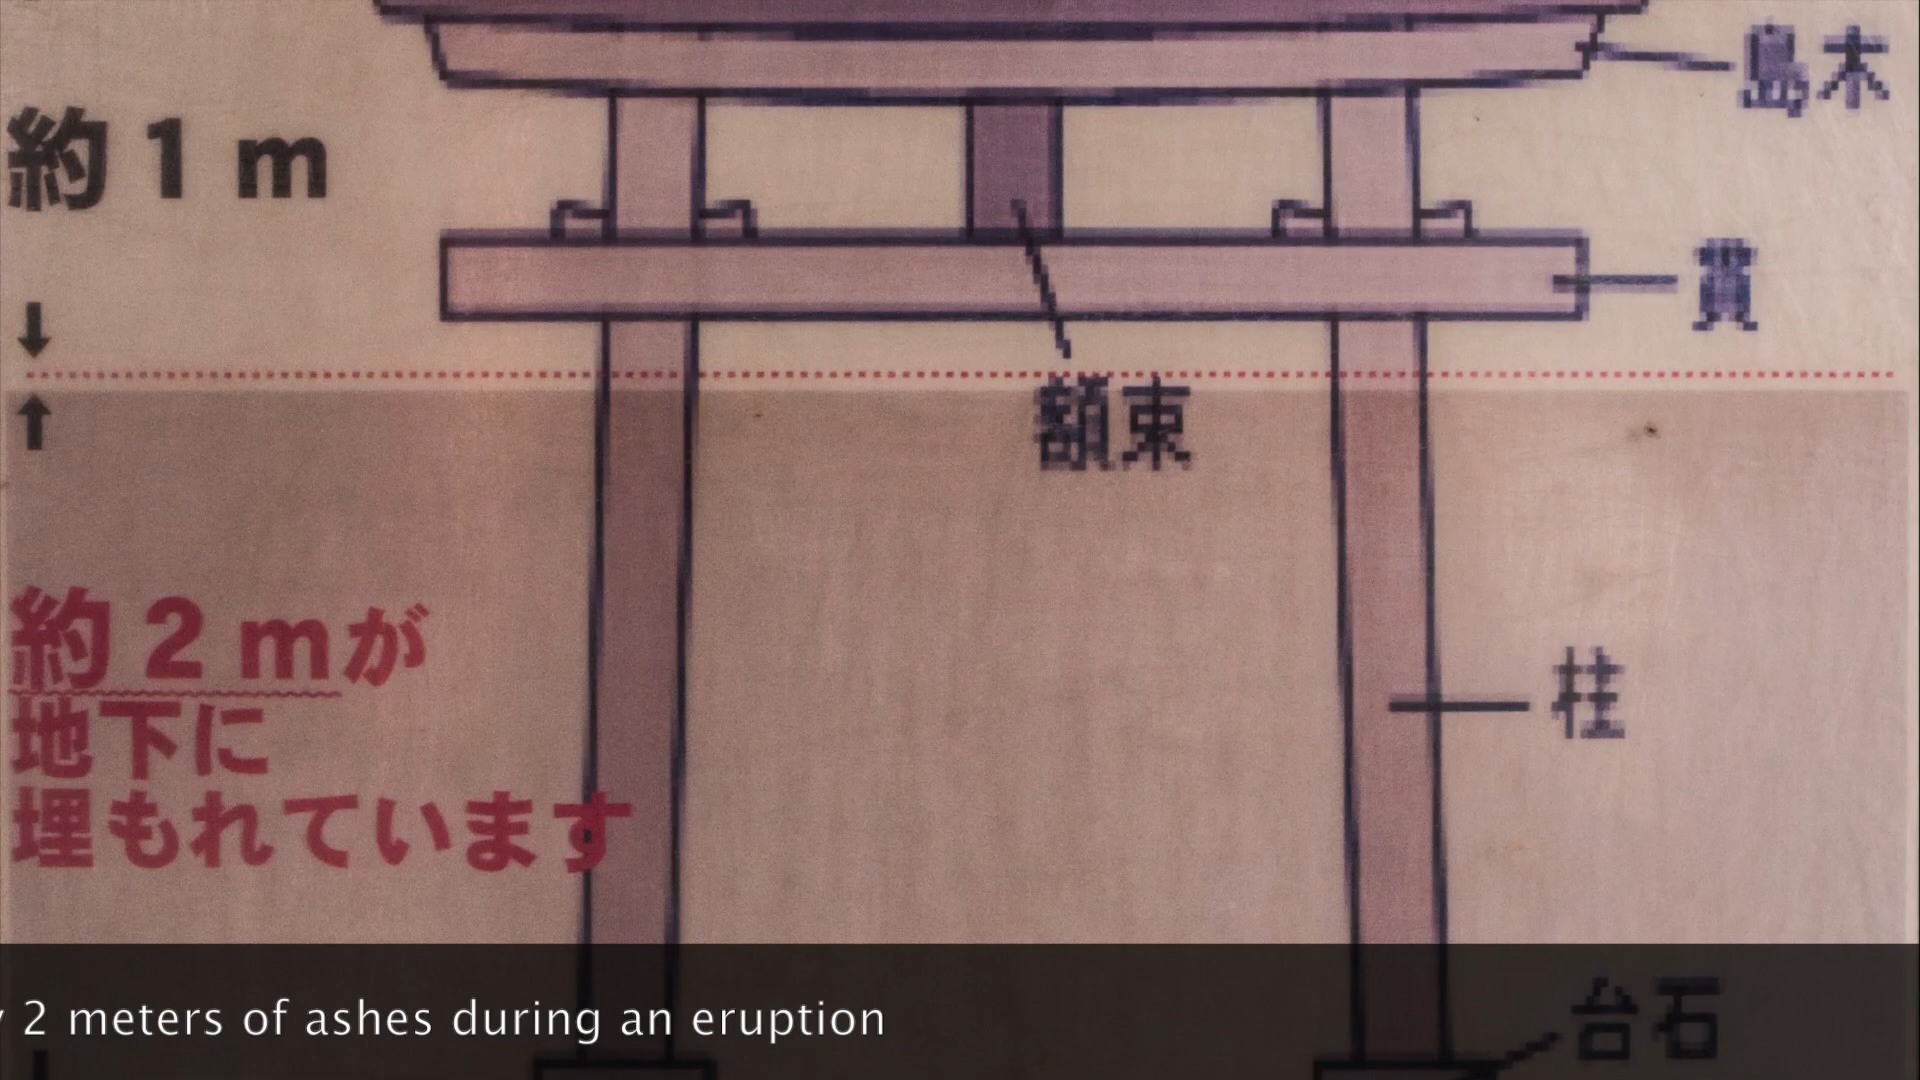 島木
約1m
貫
額束
約2mが
地下に
埋もれています
柱
台石
2 meters of ashes during an eruption